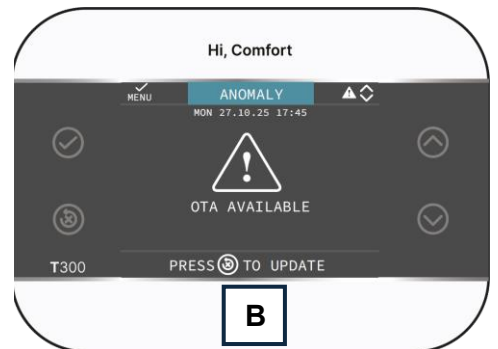 Hi, Comfort
MENU ANOMALY
MON 27.10.25 17:45
OTA AVAILABLE
T300 PRESS TO UPDATE
B